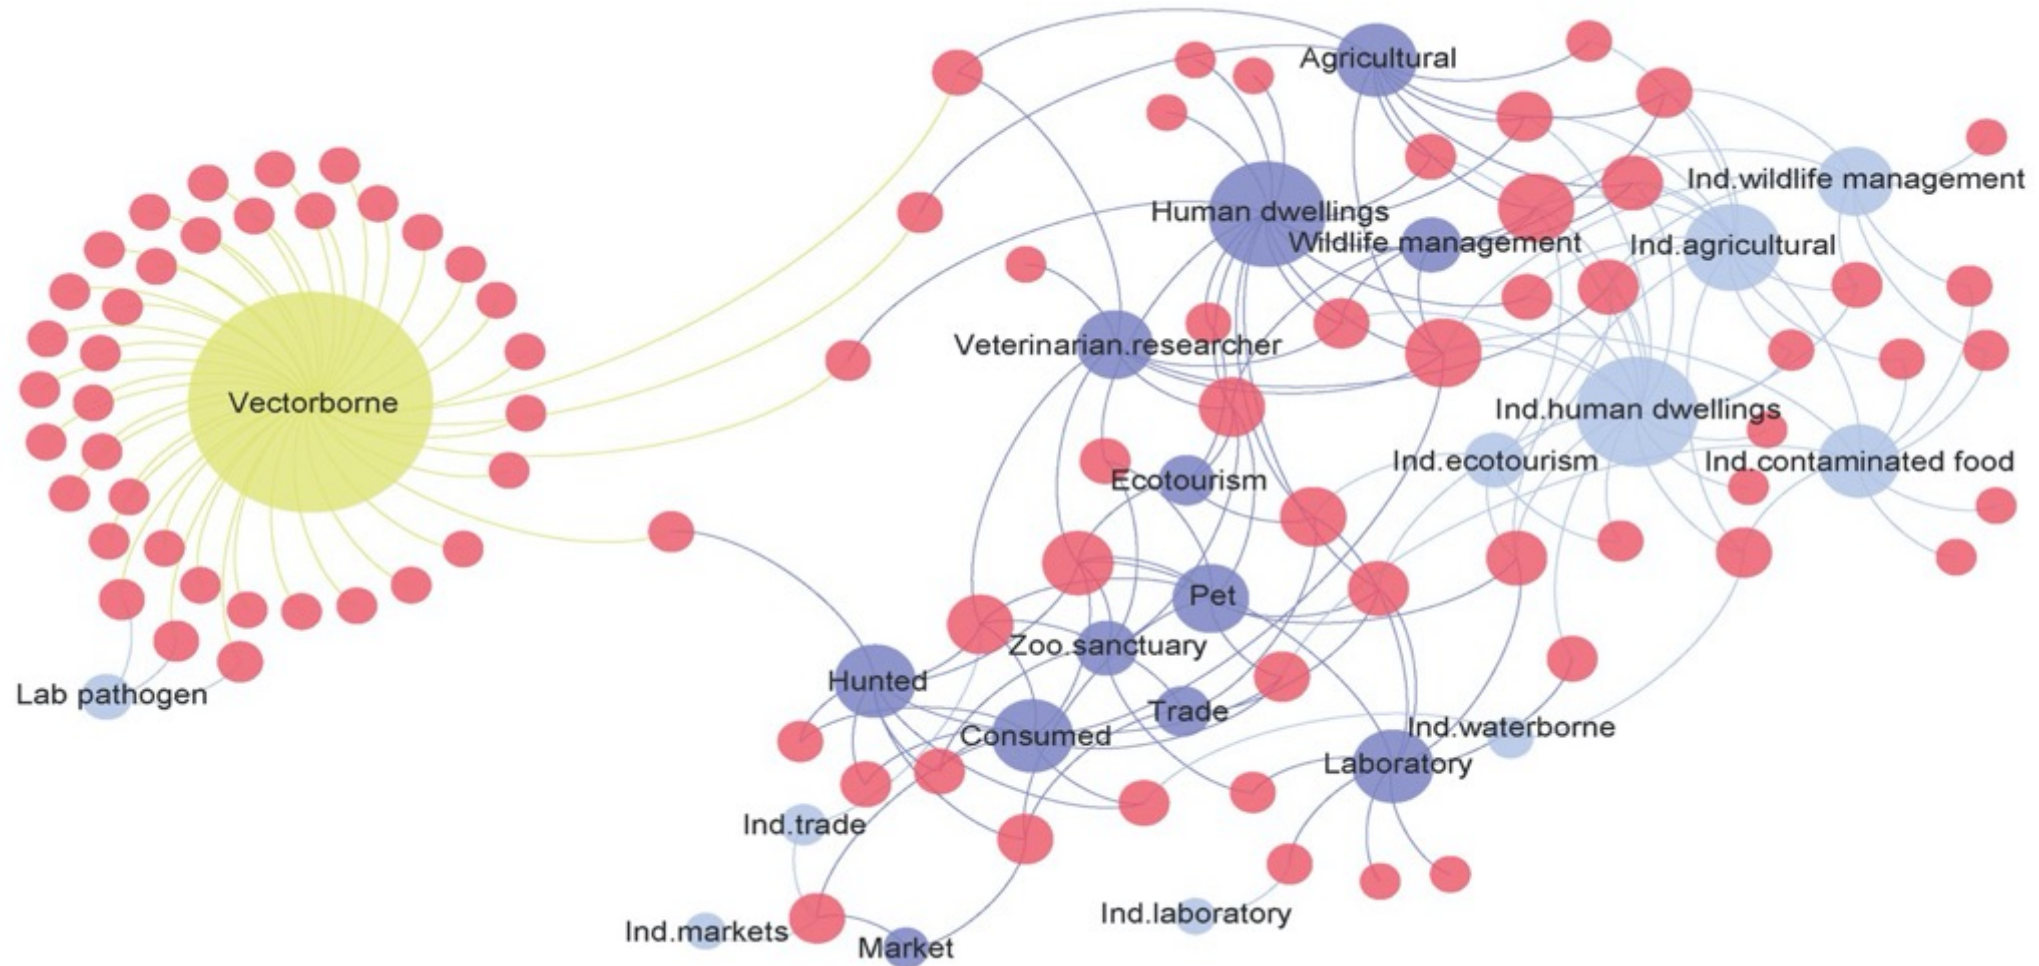 Agricultural
Ind.wildlife management
Human dwellings
Wildlife management
Ind.agricultural
Veterinarian.researcher
Vectorborne
Ind.human dwellings
Ind.ecotourism
Ind.contaminated food
Ecotourism
Pet
Zoo.sanctuary
Hunted
Lab pathogen
Trade
Consumed
Ind.waterborne
Laboratory
Ind.trade
Ind.laboratory
Ind.markets
Market